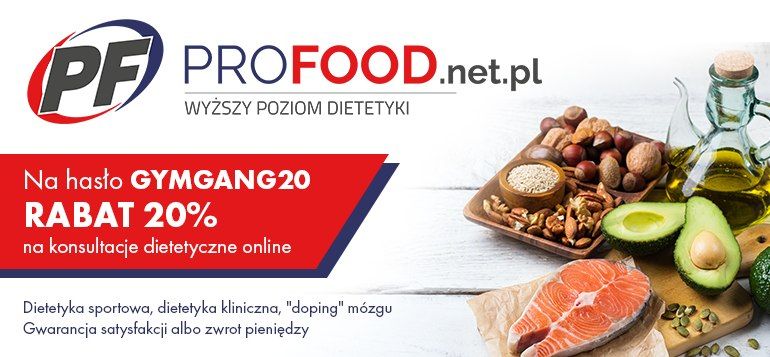 PF
PROFOOD.net.pl
WYŻSZY POZIOM DIETETYKI
Na hasło GYMGANG20
RABAT 20%
na konsultacje dietetyczne online
Dietetyka sportowa, dietetyka kliniczna, "doping" mózgu
Gwarancja satysfakcji albo zwrot pieniędzy